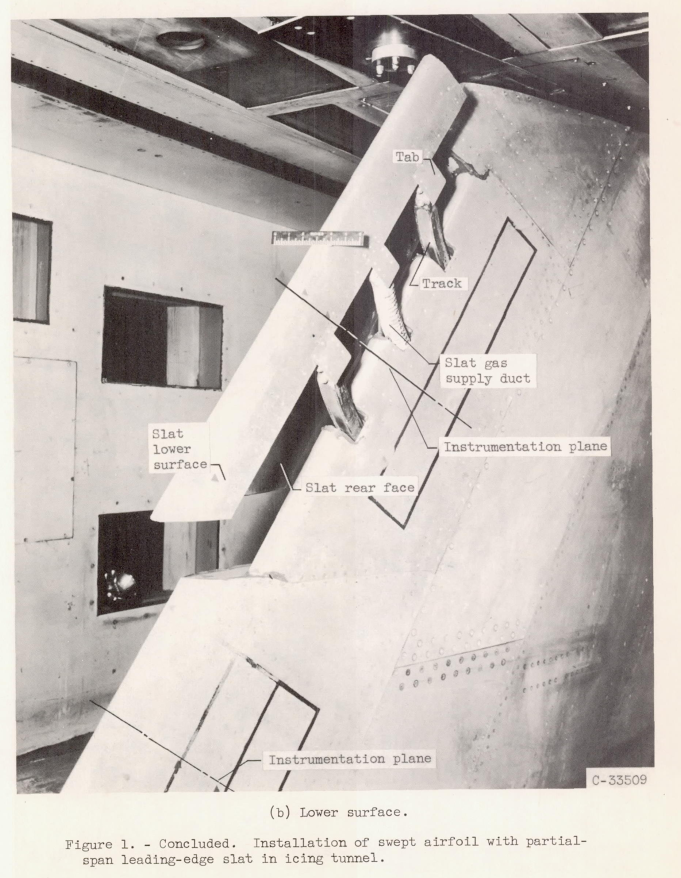 Tab
Track
Slat gas
supply duct
Slat
lower
surface
Instrumentation plane
Slat rear face
Instrumentation plane
C-33509
(b) Lower surface.
Figure 1. - Concluded. Installation of swept airfoil with partial-
span leading-edge slat in icing tunnel.